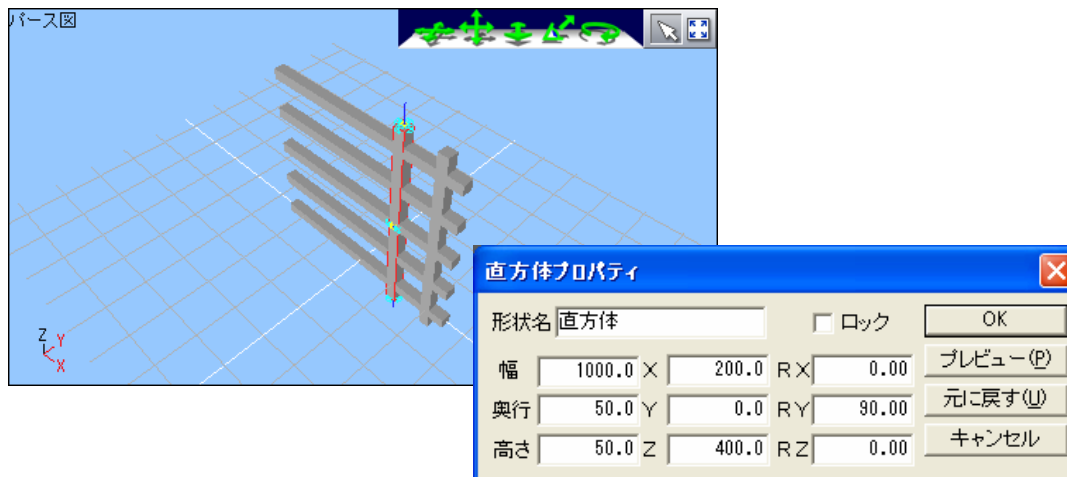 パース図
Z
Y
X
直方体プロパティ
形状名 直方体 ロック OK
幅 1000.0 X 200.0 RX 0.00 プレビュー(P)
奥行 50.0 Y 0.0 RY 90.00 元に戻す(U)
高さ 50.0 Z 400.0 RZ 0.00 キャンセル